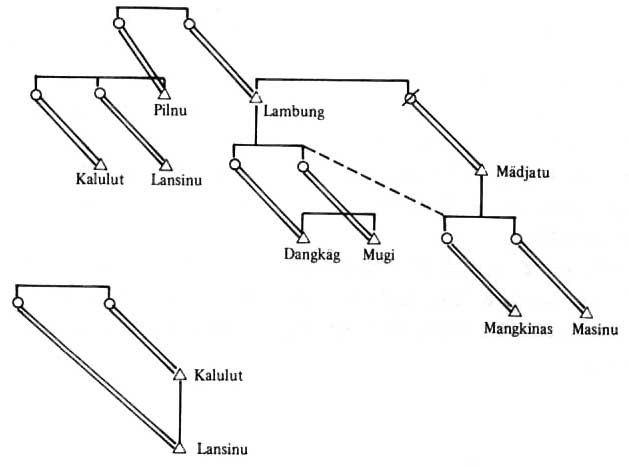 Pilnu
Lambung
Kalulut
Lansinu
Mädjatu
Dangkäg
Mugi
Mangkinas
Masinu
Kalulut
Lansinu